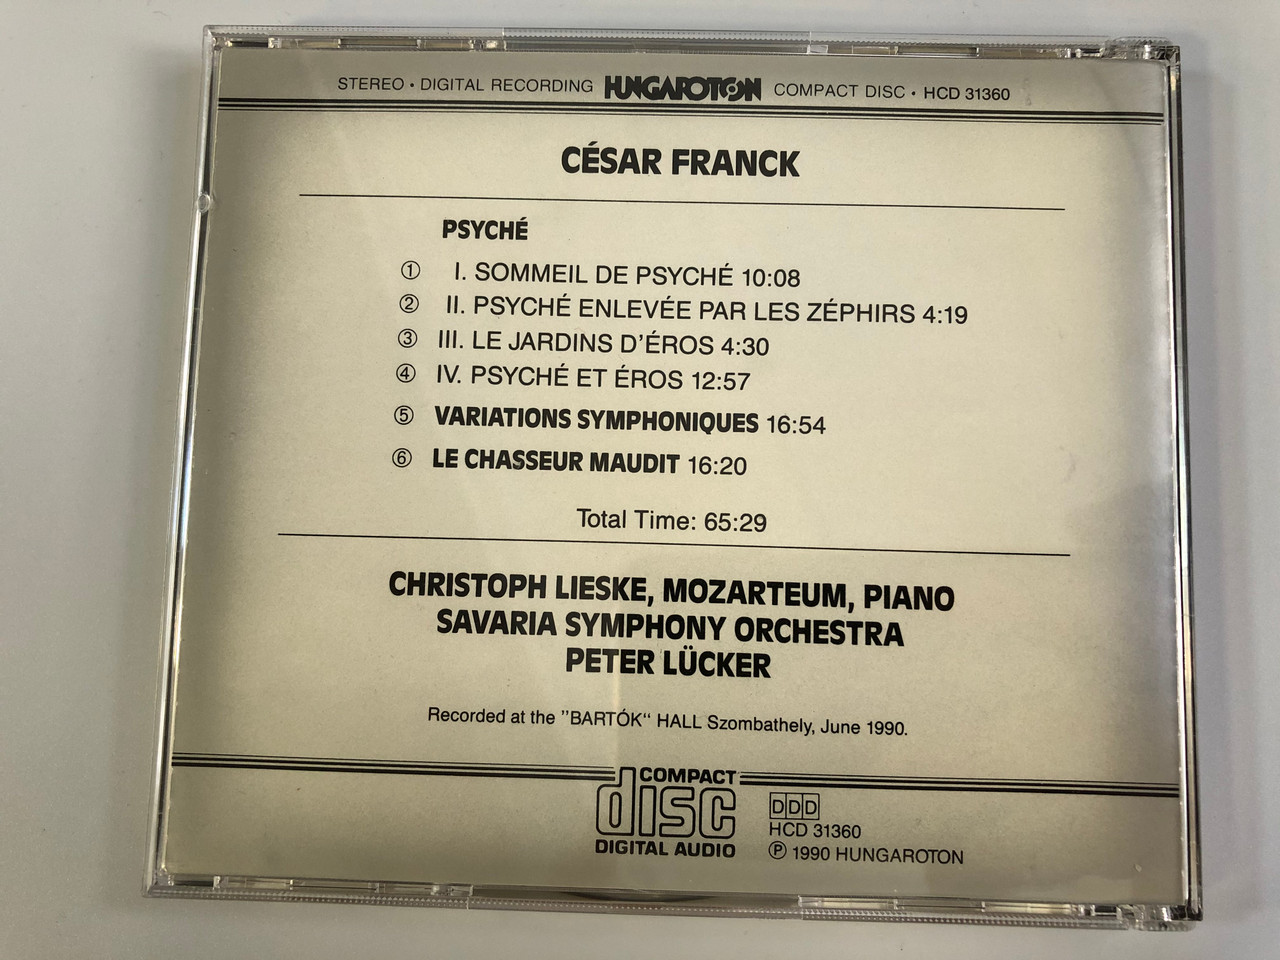 STEREO • DIGITAL RECORDING HUNGAROTON COMPACT DISC • HCD 31360
CÉSAR FRANCK
PSYCHÉ
① I. SOMMEIL DE PSYCHÉ 10:08
② II. PSYCHÉ ENLEVÉE PAR LES ZÉPHIRS 4:19
③ III. LE JARDINS D'ÉROS 4:30
④ IV. PSYCHÉ ET ÉROS 12:57
⑤ VARIATIONS SYMPHONIQUES 16:54
⑥ LE CHASSEUR MAUDIT 16:20
Total Time: 65:29
CHRISTOPH LIESKE, MOZARTEUM, PIANO
SAVARIA SYMPHONY ORCHESTRA
PETER LÜCKER
Recorded at the ”BARTÓK“ HALL Szombathely, June 1990.
COMPACT
disc
DIGITAL AUDIO
DDD
HCD 31360
℗ 1990 HUNGAROTON